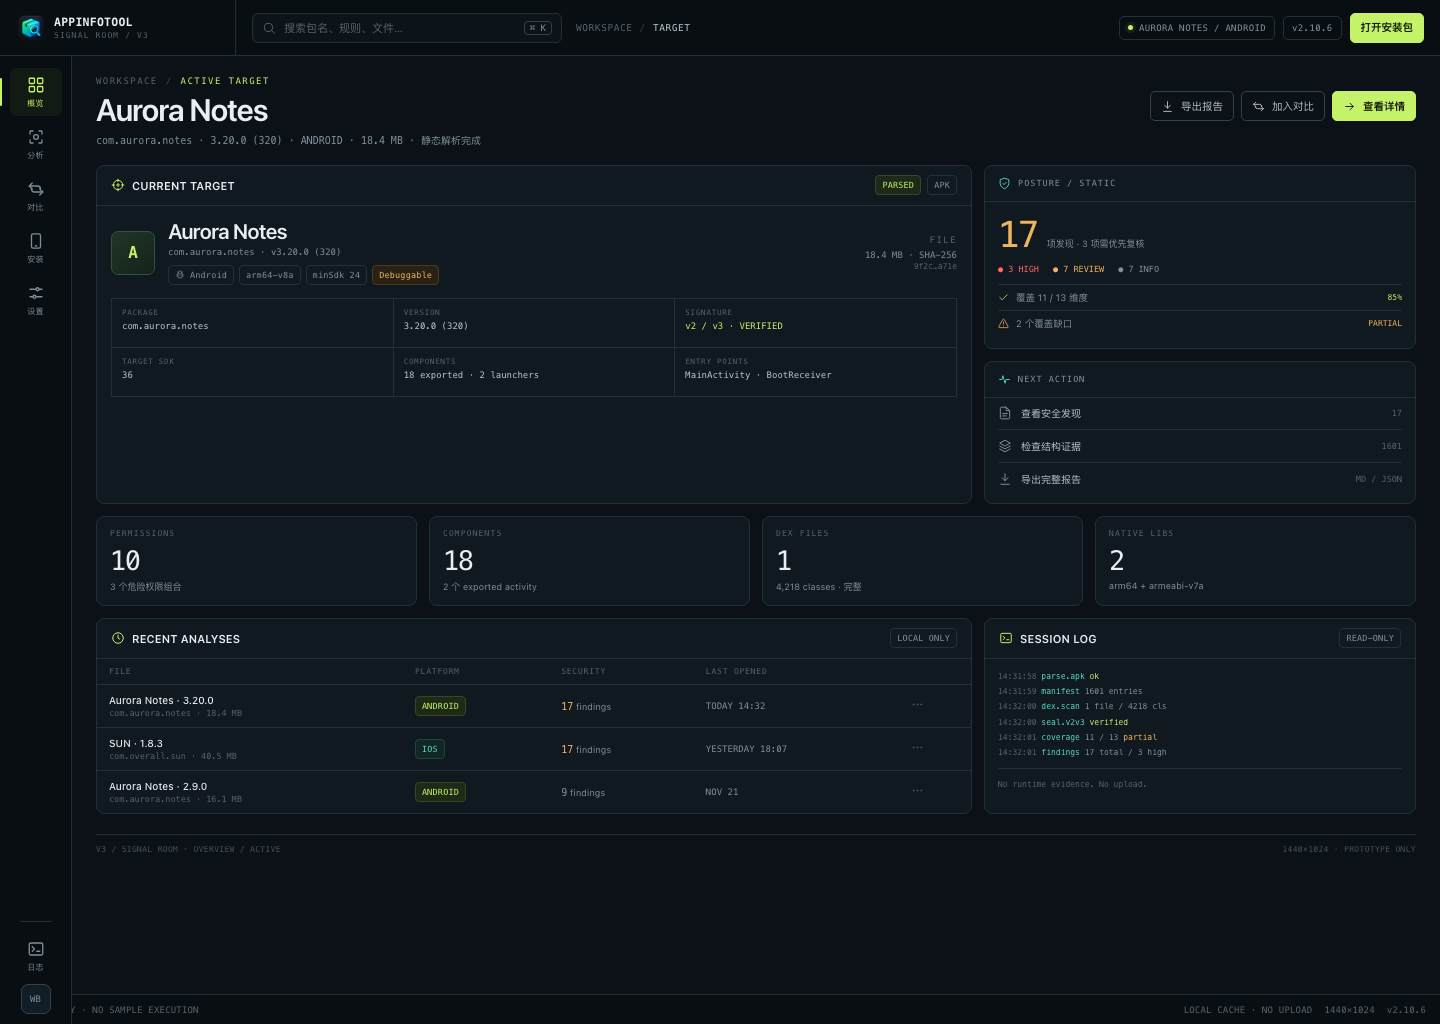 APPINFOTOOL
SIGNAL ROOM / V3
搜索包名、规则、文件...
⌘ K
WORKSPACE / TARGET
AURORA NOTES / ANDROID
v2.10.6
打开安装包
概览
分析
对比
安装
设置
日志
WB
WORKSPACE / ACTIVE TARGET
Aurora Notes
com.aurora.notes · 3.20.0 (320) · ANDROID · 18.4 MB · 静态解析完成
导出报告
加入对比
查看详情
CURRENT TARGET
PARSED
APK
A
Aurora Notes
com.aurora.notes · v3.20.0 (320)
Android
arm64-v8a
minSdk 24
Debuggable
FILE
18.4 MB · SHA-256
9f2c…a71e
PACKAGE
com.aurora.notes
VERSION
3.20.0 (320)
SIGNATURE
v2 / v3 · VERIFIED
TARGET SDK
36
COMPONENTS
18 exported · 2 launchers
ENTRY POINTS
MainActivity · BootReceiver
POSTURE / STATIC
17 项发现 · 3 项需优先复核
3 HIGH
7 REVIEW
7 INFO
覆盖 11 / 13 维度
85%
2 个覆盖缺口
PARTIAL
NEXT ACTION
查看安全发现
17
检查结构证据
1601
导出完整报告
MD / JSON
PERMISSIONS
10
3 个危险权限组合
COMPONENTS
18
2 个 exported activity
DEX FILES
1
4,218 classes · 完整
NATIVE LIBS
2
arm64 + armeabi-v7a
RECENT ANALYSES
LOCAL ONLY
FILE
PLATFORM
SECURITY
LAST OPENED
Aurora Notes · 3.20.0
com.aurora.notes · 18.4 MB
ANDROID
17 findings
TODAY 14:32
···
SUN · 1.8.3
com.overall.sun · 40.5 MB
IOS
17 findings
YESTERDAY 18:07
···
Aurora Notes · 2.9.0
com.aurora.notes · 16.1 MB
ANDROID
9 findings
NOV 21
···
SESSION LOG
READ-ONLY
14:31:58 parse.apk ok
14:31:59 manifest 1601 entries
14:32:00 dex.scan 1 file / 4218 cls
14:32:00 seal.v2v3 verified
14:32:01 coverage 11 / 13 partial
14:32:01 findings 17 total / 3 high
No runtime evidence. No upload.
V3 / SIGNAL ROOM · OVERVIEW / ACTIVE
1440×1024 · PROTOTYPE ONLY
Y · NO SAMPLE EXECUTION
LOCAL CACHE · NO UPLOAD
1440×1024
v2.10.6